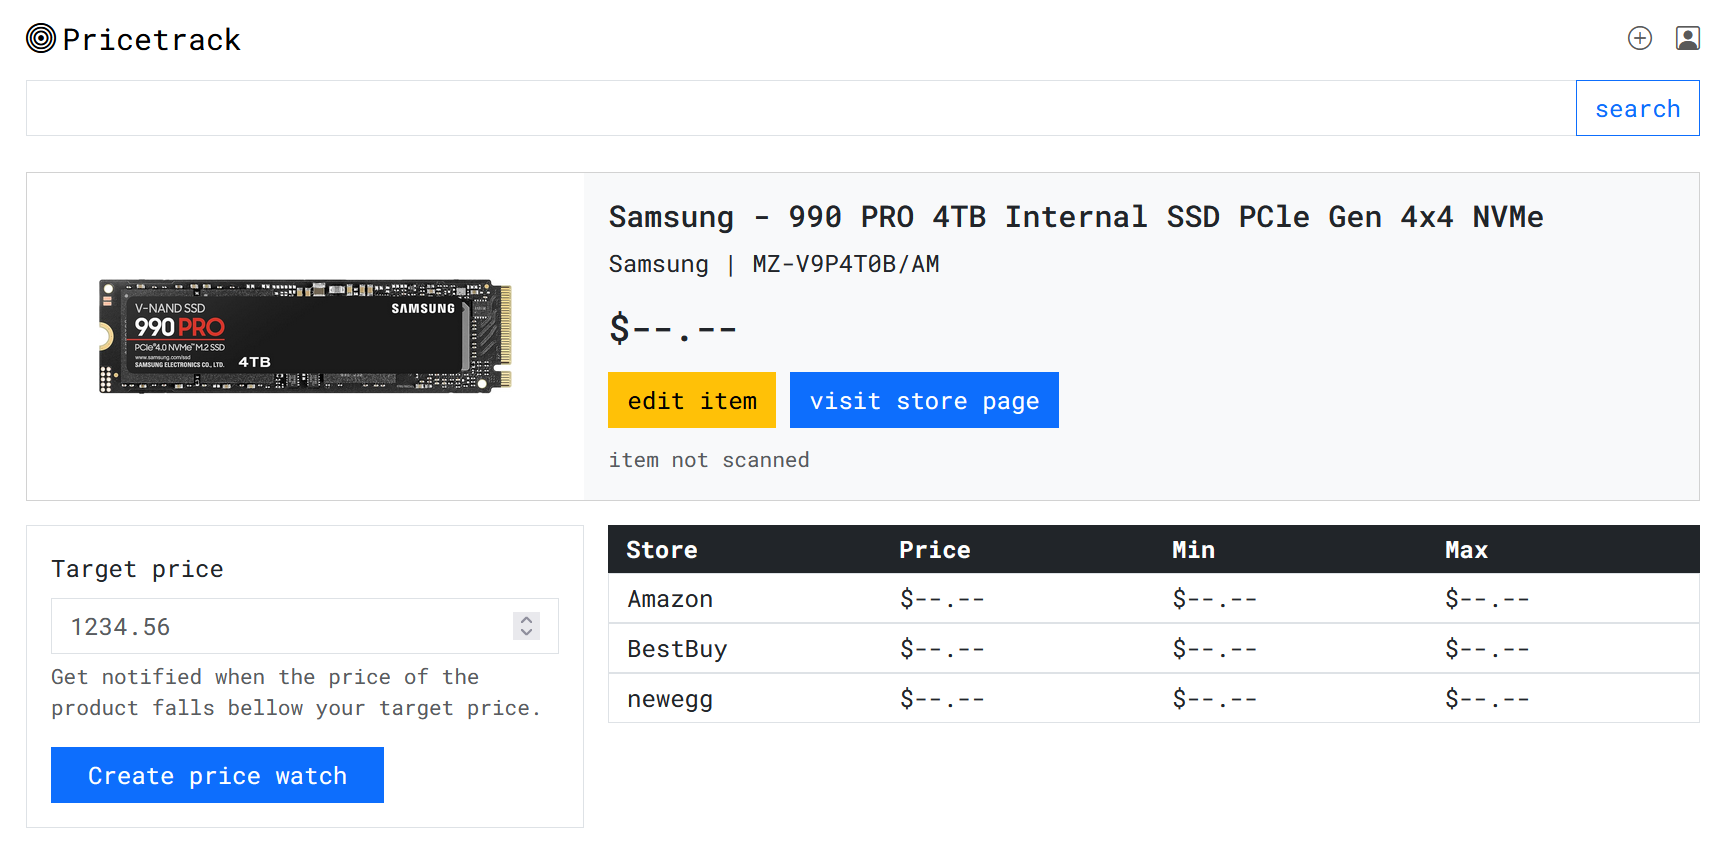 Pricetrack
search
Samsung - 990 PRO 4TB Internal SSD PCle Gen 4x4 NVMe
Samsung | MZ-V9P4T0B/AM
$--.--
edit item
visit store page
item not scanned
V-NAND SSD
990 PRO
PCIe® 4.0 NVMe™ M.2 SSD
www.samsung.com/ssd
SAMSUNG ELECTRONICS CO., LTD.
4TB
SAMSUNG
Target price
1234.56
Get notified when the price of the
product falls bellow your target price.
Create price watch
Store Price Min Max
Amazon $--.-- $--.-- $--.--
BestBuy $--.-- $--.-- $--.--
newegg $--.-- $--.-- $--.--